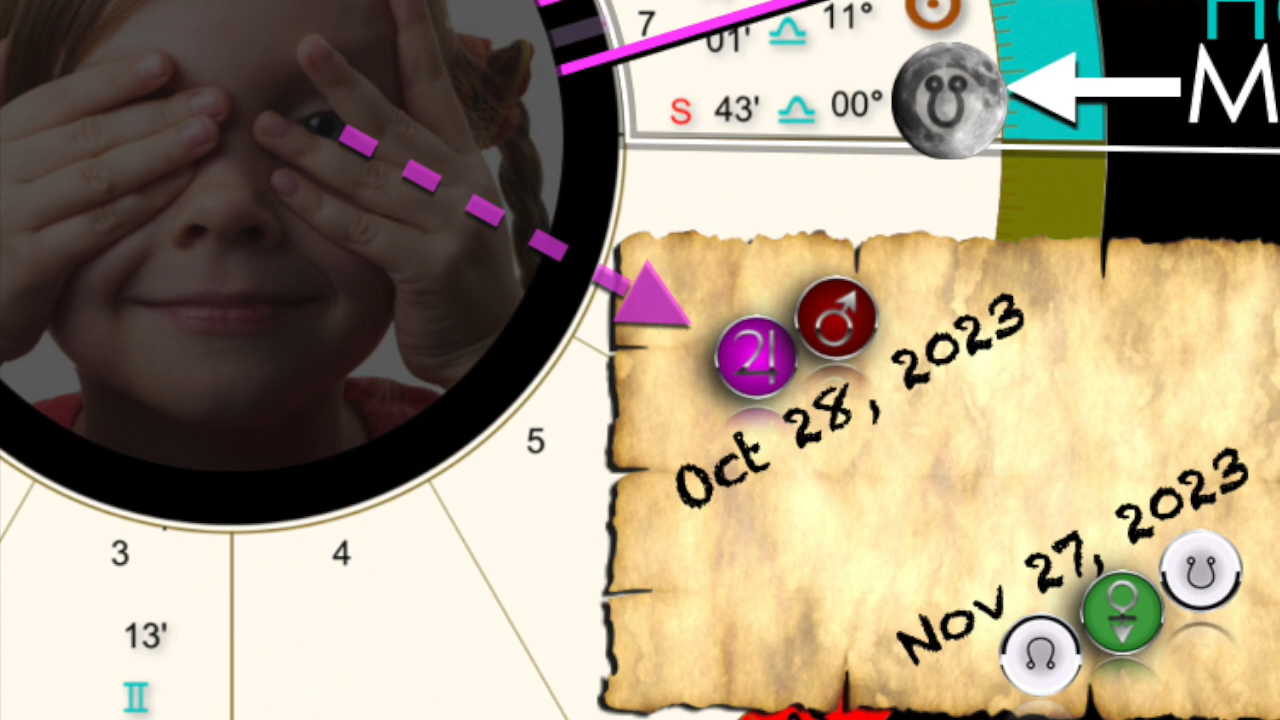 7 01' ♎ 11°
S 43' ♎ 00°
M
Oct 28, 2023
5
Nov 27, 2023
3
4
13'
♊